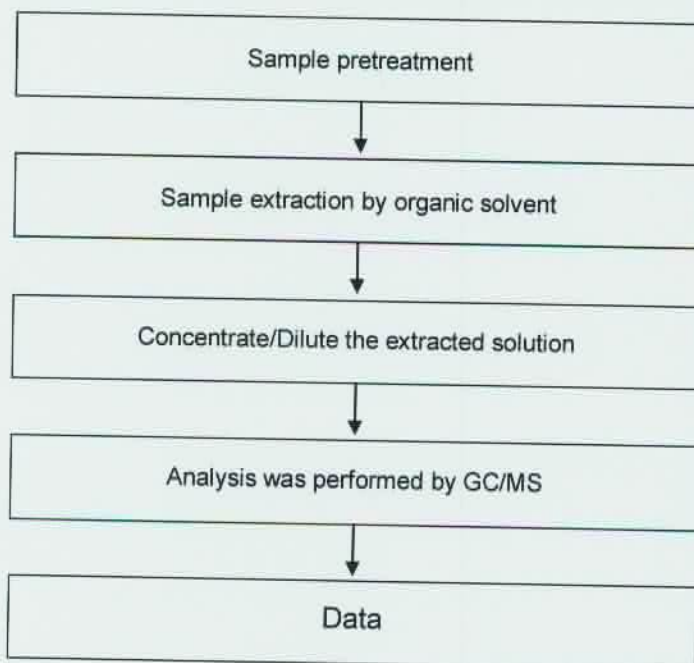 Sample pretreatment
Sample extraction by organic solvent
Concentrate/Dilute the extracted solution
Analysis was performed by GC/MS
Data